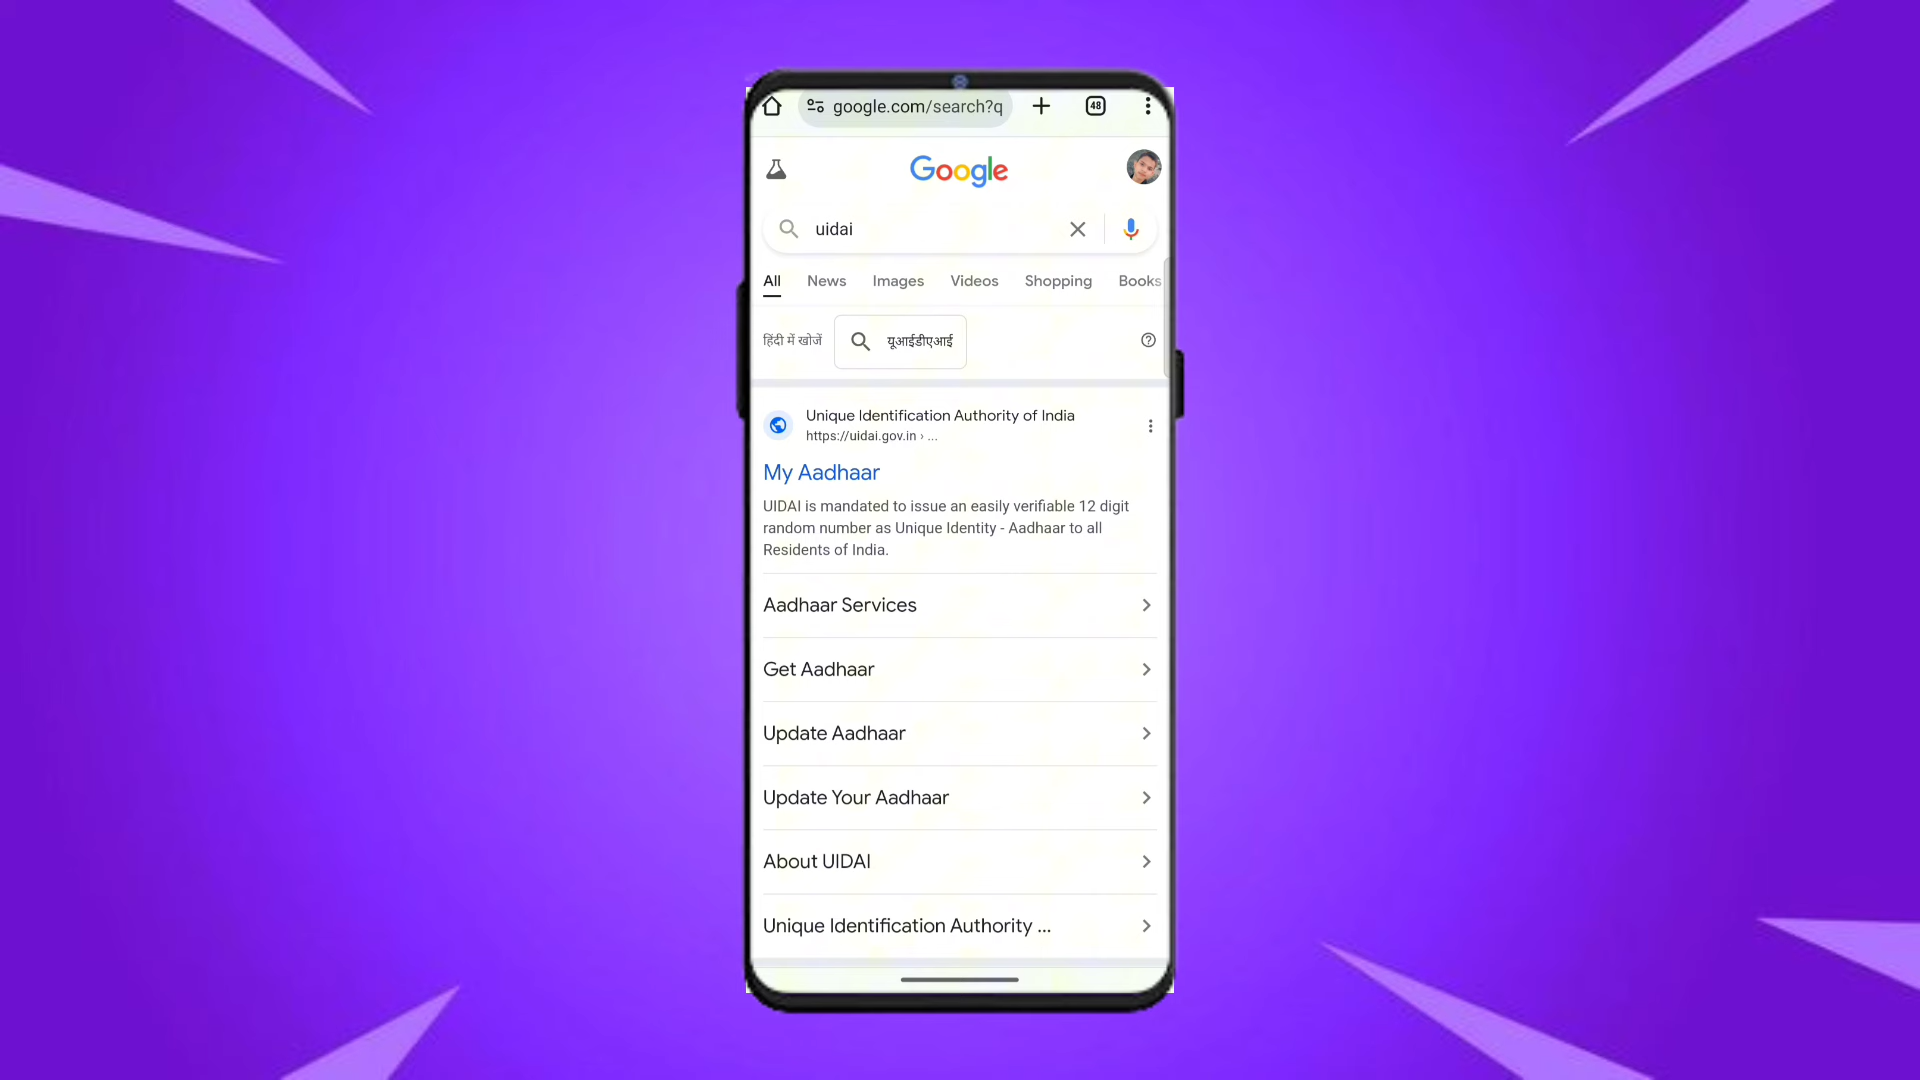 google.com/search?q
48
Google
uidai
All News Images Videos Shopping Books
हिंदी में खोजें यूआईडीएआई
Unique Identification Authority of India
https://uidai.gov.in › ...
My Aadhaar
UIDAI is mandated to issue an easily verifiable 12 digit
random number as Unique Identity - Aadhaar to all
Residents of India.
Aadhaar Services
Get Aadhaar
Update Aadhaar
Update Your Aadhaar
About UIDAI
Unique Identification Authority ...